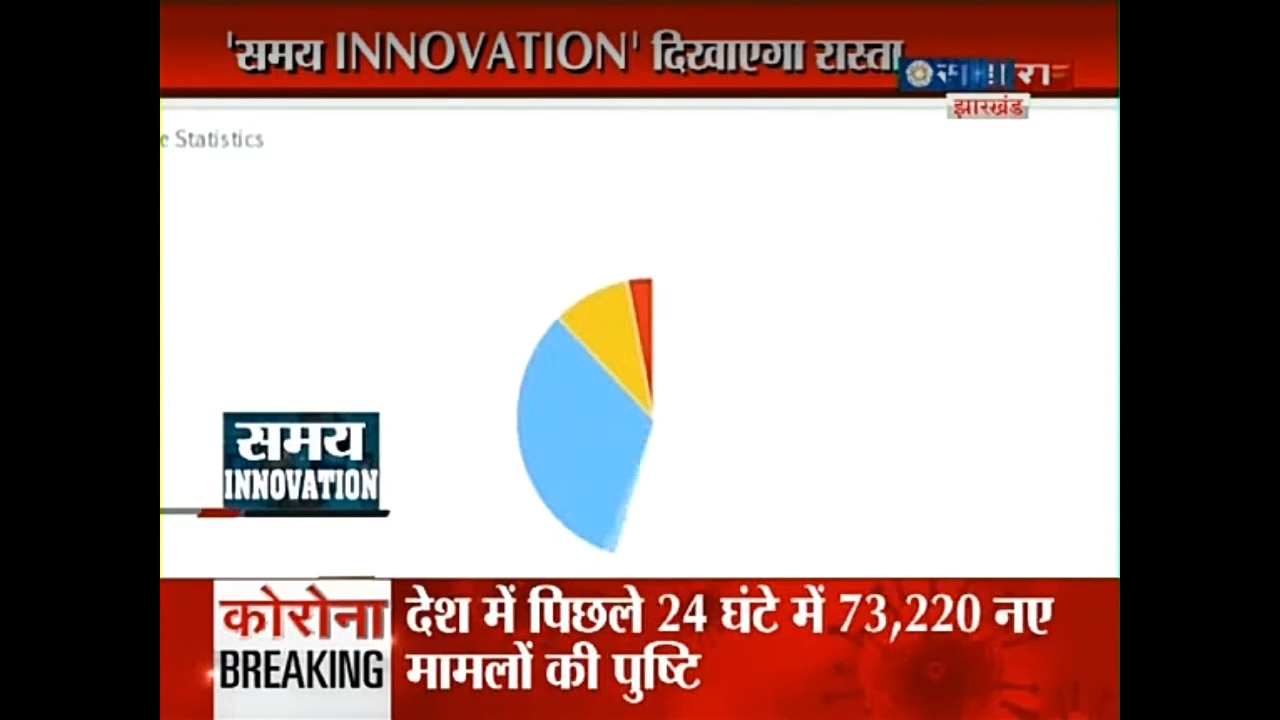 'समय INNOVATION' दिखाएगा रास्ता
झारखंड
e Statistics
समय
INNOVATION
कोरोना
BREAKING
देश में पिछले 24 घंटे में 73,220 नए
मामलों की पुष्टि